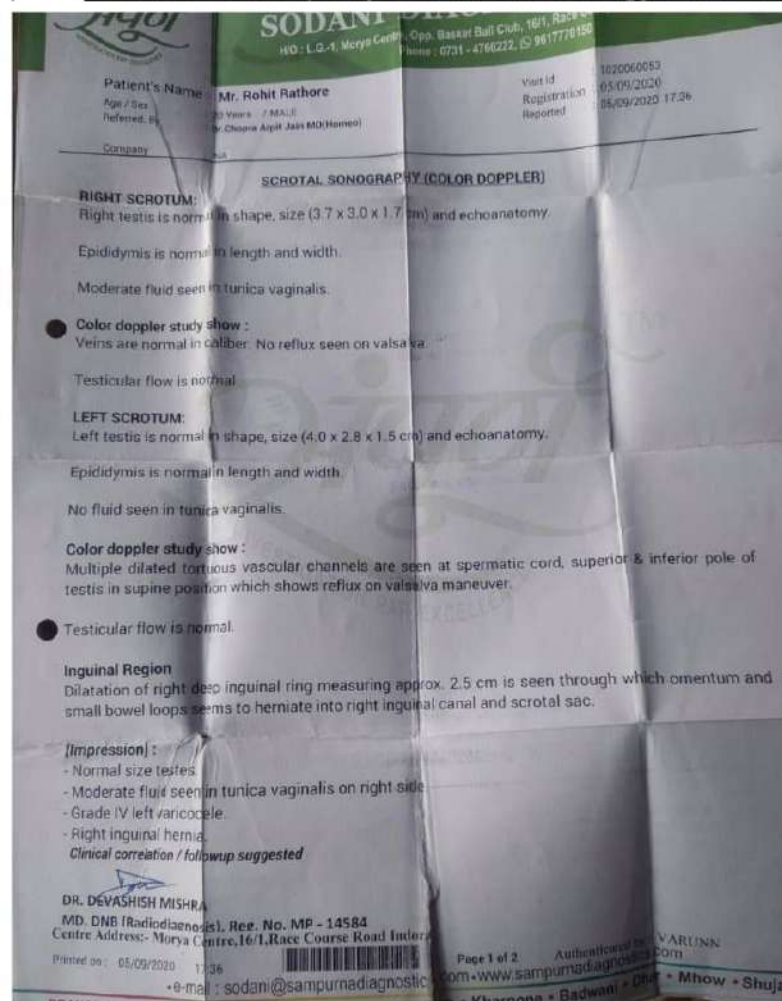 संपूर्ण
SODANI
H/O : L.G.-1, Morya Centre, Opp. Basket Ball Club, 16/1, Race
Phone : 0731 - 4766222, 9617770150
Patient's Name : Mr. Rohit Rathore
Age / Sex Years / MALE
Referred. By Dr. Chopra Arpit Jain MD(Homeo)
Company NA
Visit Id : 1020060053
Registration : 05/09/2020
Reported : 05/09/2020 17:36
SCROTAL SONOGRAPHY (COLOR DOPPLER)
RIGHT SCROTUM:
Right testis is normal in shape, size (3.7 x 3.0 x 1.7 cm) and echoanatomy.
Epididymis is normal in length and width.
Moderate fluid seen in tunica vaginalis.
Color doppler study show :
Veins are normal in caliber. No reflux seen on valsalva.
Testicular flow is normal
LEFT SCROTUM:
Left testis is normal in shape, size (4.0 x 2.8 x 1.5 cm) and echoanatomy.
Epididymis is normal in length and width.
No fluid seen in tunica vaginalis.
Color doppler study show :
Multiple dilated tortuous vascular channels are seen at spermatic cord, superior & inferior pole of
testis in supine position which shows reflux on valsalva maneuver.
Testicular flow is normal.
Inguinal Region
Dilatation of right deep inguinal ring measuring approx. 2.5 cm is seen through which omentum and
small bowel loops seems to herniate into right inguinal canal and scrotal sac.
[Impression] :
- Normal size testes.
- Moderate fluid seen in tunica vaginalis on right side
- Grade IV left varicocele.
- Right inguinal hernia.
Clinical correlation / followup suggested
DR. DEVASHISH MISHRA
MD. DNB [Radiodiagnosis], Reg. No. MP - 14584
Centre Address:- Morya Centre,16/1,Race Course Road Indore
Printed on : 05/09/2020 17:36
Page 1 of 2
Authenticated by VARUNN
e-mail : sodani@sampurnadiagnostics.com•www.sampurnadiagnostics.com
• Badwani • Dhar • Mhow • Shuj